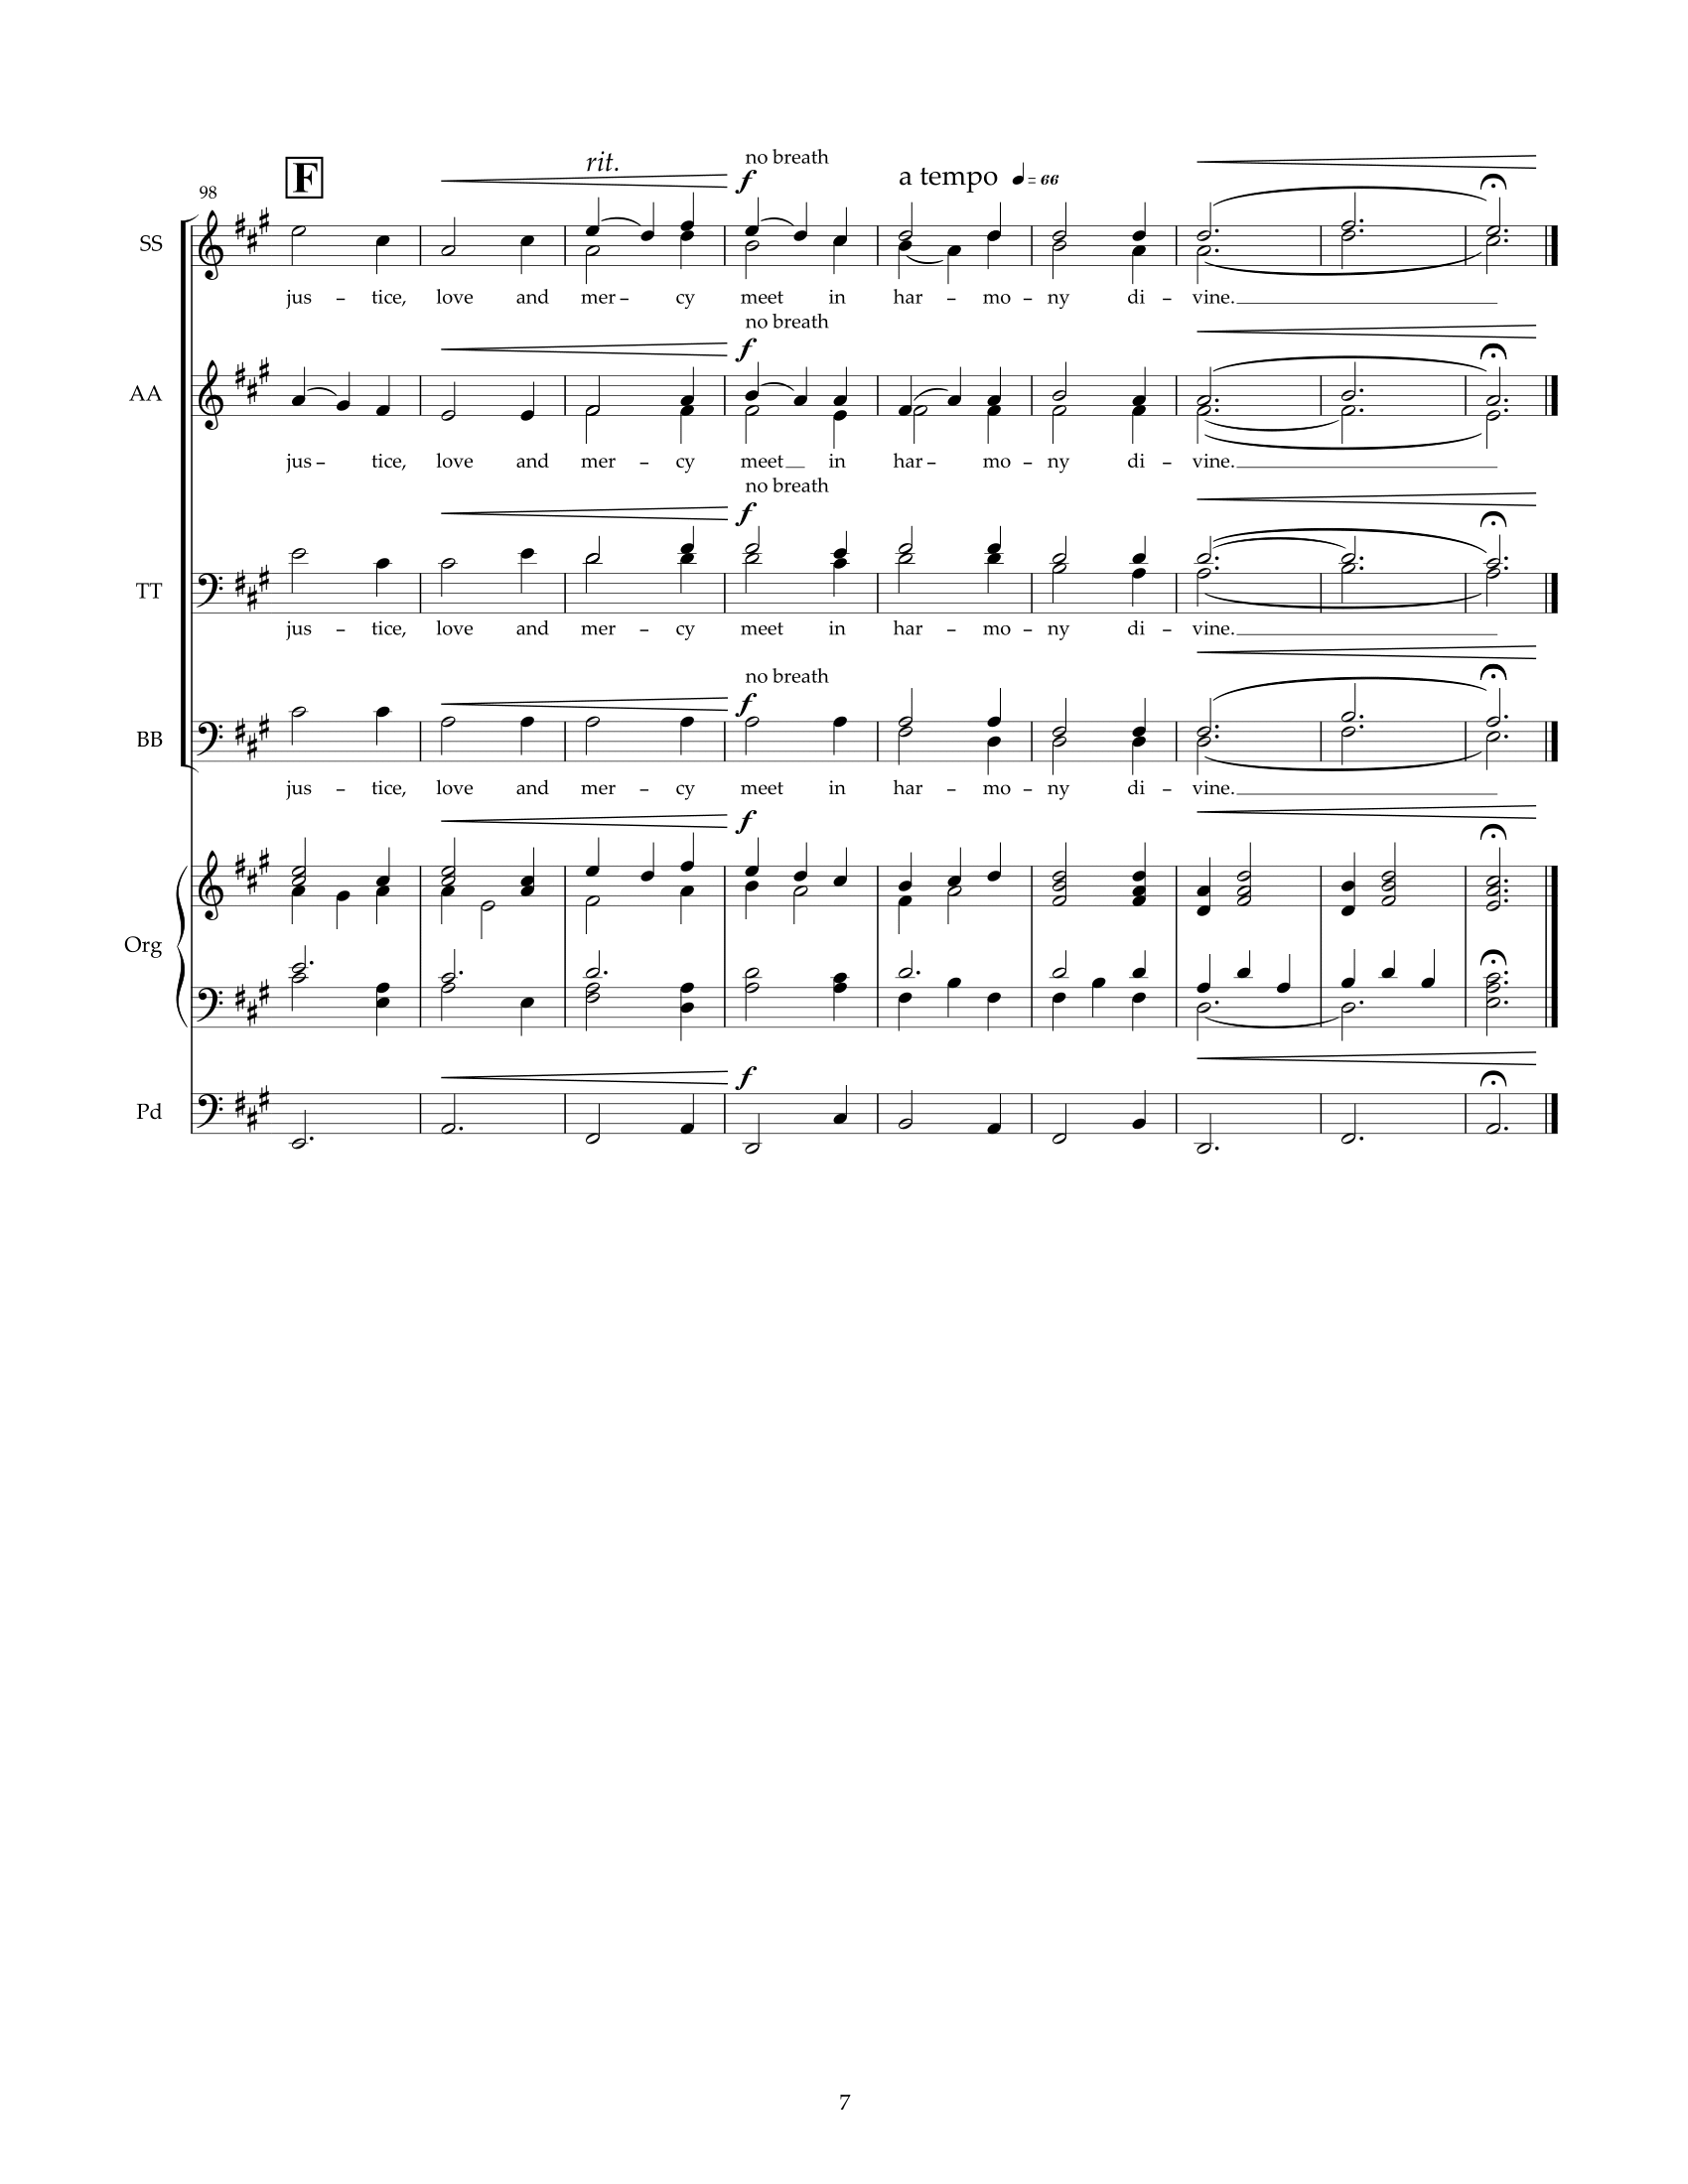 F
98
rit.
no breath
f
a tempo ♩=66
SS
jus – tice, love and mer – cy meet in har – mo – ny di – vine.
no breath
f
AA
jus – tice, love and mer – cy meet in har – mo – ny di – vine.
no breath
f
TT
jus – tice, love and mer – cy meet in har – mo – ny di – vine.
no breath
f
BB
jus – tice, love and mer – cy meet in har – mo – ny di – vine.
f
Org
f
Pd
7